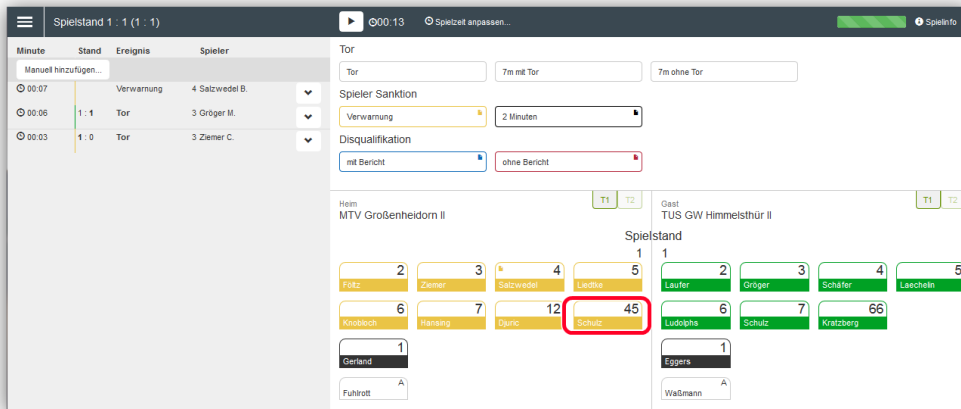 Spielstand 1 : 1 (1 : 1)
00:13 Spielzeit anpassen...
Spielinfo
Minute Stand Ereignis Spieler
Manuell hinzufügen...
00:07 Verwarnung 4 Salzwedel B.
00:06 1 : 1 Tor 3 Gröger M.
00:03 1 : 0 Tor 3 Ziemer C.
Tor
Tor 7m mit Tor 7m ohne Tor
Spieler Sanktion
Verwarnung 2 Minuten
Disqualifikation
mit Bericht ohne Bericht
Heim T1 T2
MTV Großenheidorn II
Gast T1 T2
TUS GW Himmelsthür II
Spielstand
1 1
2 3 4 5 2 3 4 5
Föltz Ziemer Salzwedel Liedtke Laufer Gröger Schäfer Laechelin
6 7 12 45 6 7 66
Knobloch Hansing Djuric Schulz Ludolphs Schulz Kratzberg
1 1
Gerland Eggers
A A
Fuhlrott Waßmann